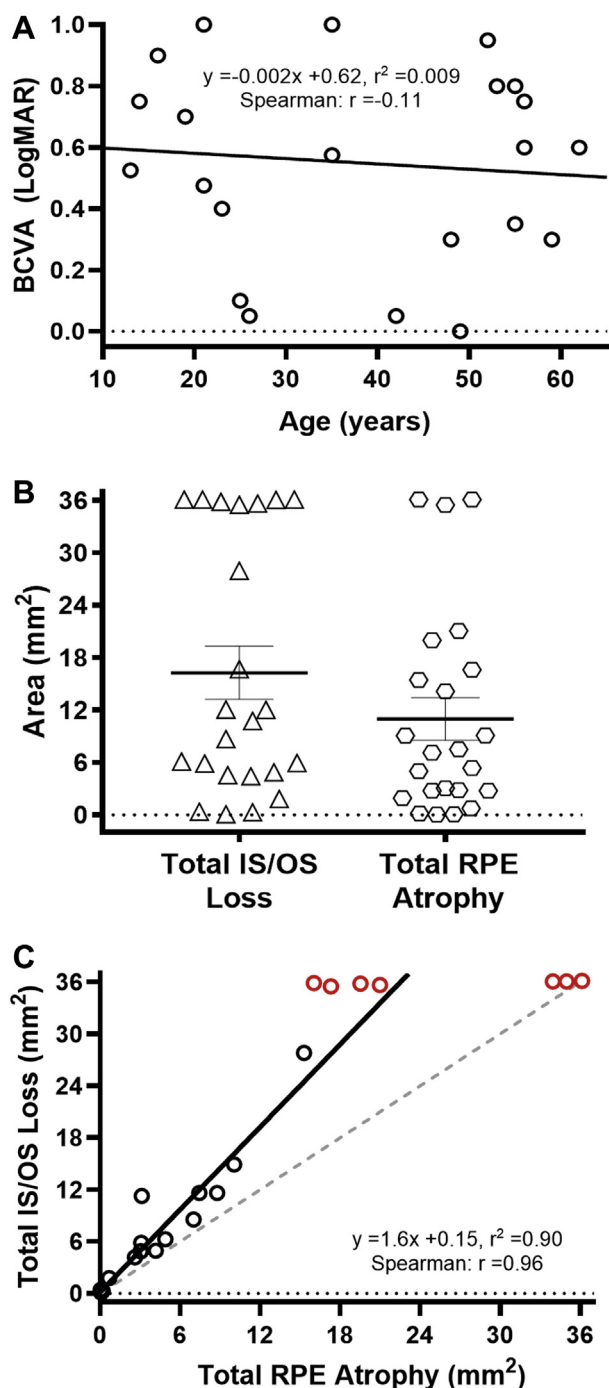 A
BCVA (LogMAR)
1.0
0.8
0.6
0.4
0.2
0.0
y =-0.002x +0.62, r² =0.009
Spearman: r =-0.11
10 20 30 40 50 60
Age (years)
B
Area (mm²)
36
30
24
18
12
6
0
Total IS/OS Total RPE
Loss Atrophy
C
Total IS/OS Loss (mm²)
36
30
24
18
12
6
0
y =1.6x +0.15, r² =0.90
Spearman: r =0.96
0 6 12 18 24 30 36
Total RPE Atrophy (mm²)